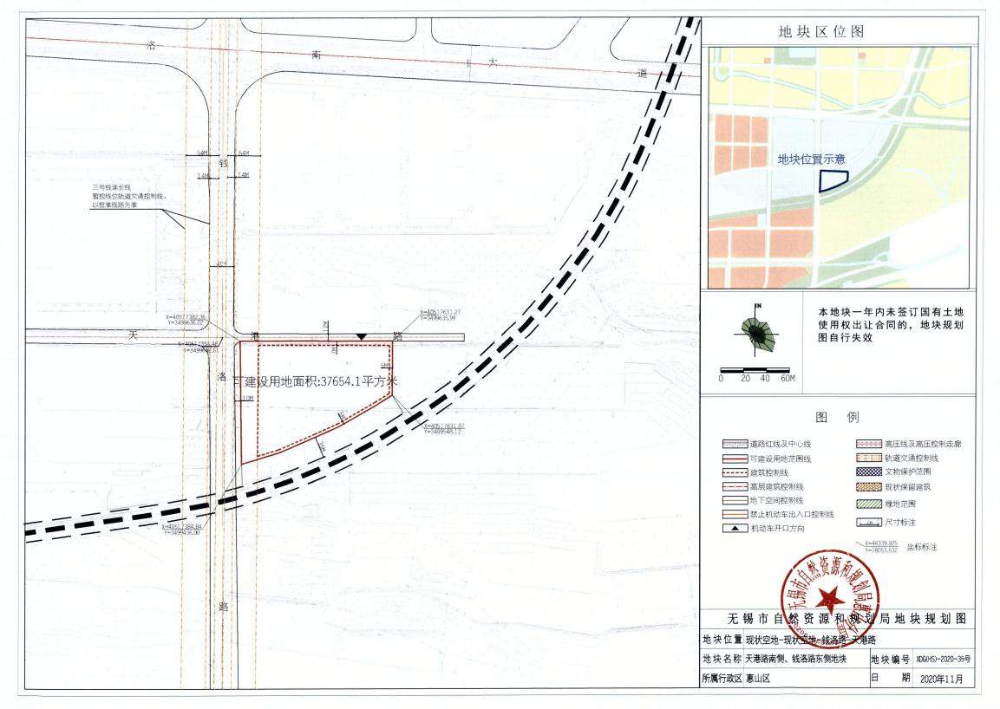 洛南大道
54M
54M
钱
14M
14M
三号线延长线
暂控线位轨道交通控制线，
以批准线路为准
40M
天港路
X=40517631.27
Y=3499635.99
5M
洛
可建设用地面积:37654.1平方米
10M
15M
路
地块区位图
地块位置示意
N
0 20 40 60M
本地块一年内未签订国有土地
使用权出让合同的，地块规划
图自行失效
图 例
道路红线及中心线
可建设用地范围线
建筑控制线
高层建筑控制线
地下空间控制线
禁止机动车出入口控制线
机动车开口方向
高压线及高压控制走廊
轨道交通控制线
文物保护范围
现状保留建筑
绿地范围
尺寸标注
X=46339.925
Y=78053.532
坐标标注
无锡市自然资源和规划局地块规划图
地块位置 现状空地-现状空地-钱洛路-天港路
地块名称 天港路南侧、钱洛路东侧地块 地块编号 XDG(HS)-2020-35号
所属行政区 惠山区 日期 2020年11月